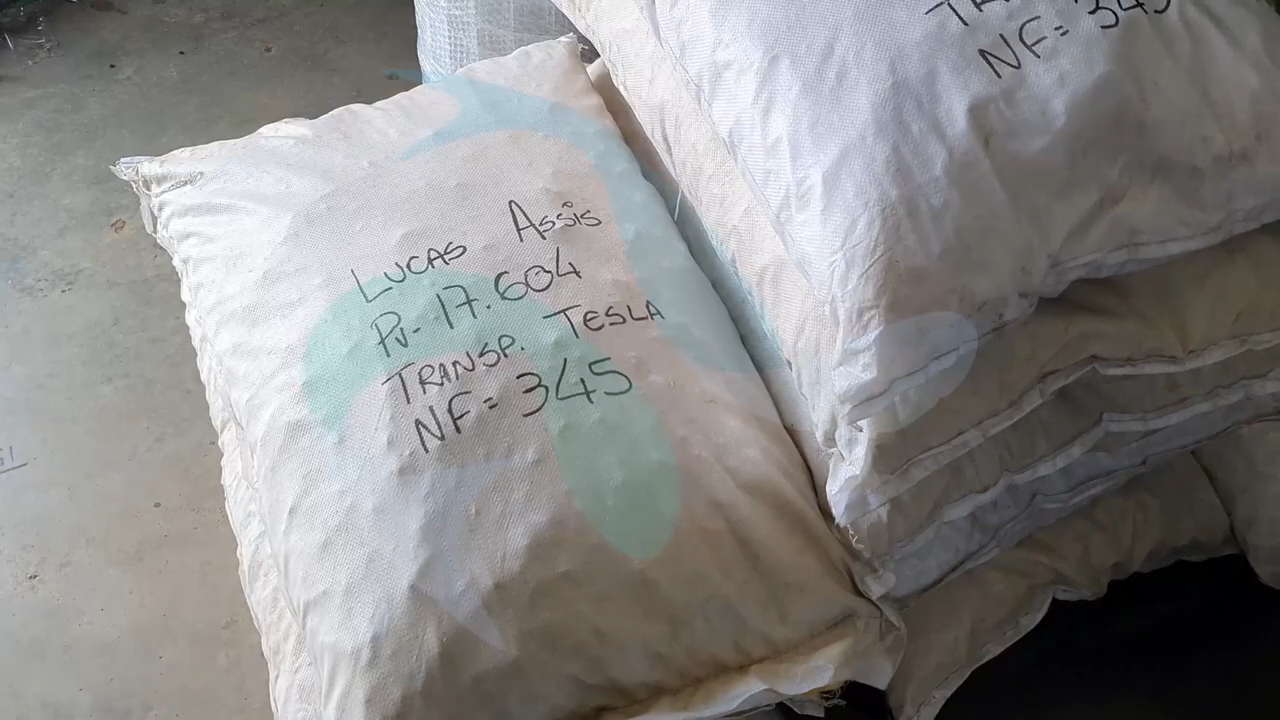 LUCAS ASSIS
PV- 17.604
TRANSP. TESLA
NF= 345
NF= 345